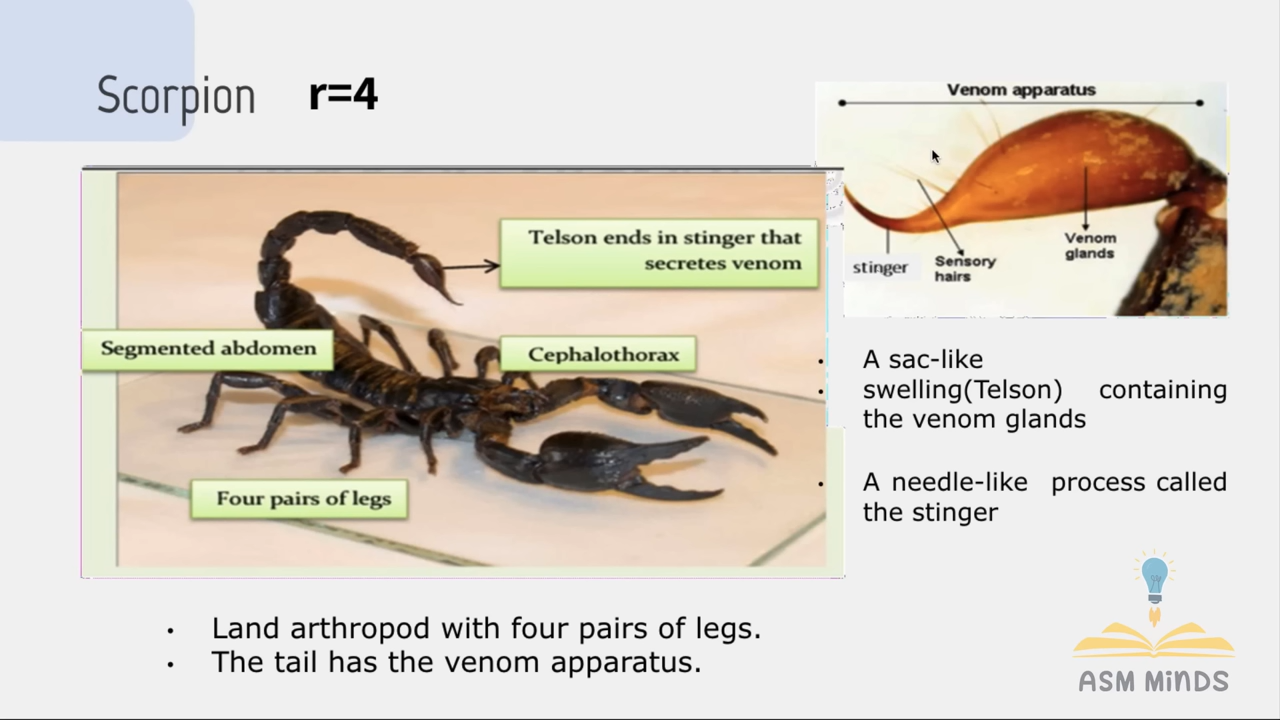 Scorpion r=4
Venom apparatus
Telson ends in stinger that
secretes venom
stinger
Sensory
hairs
Venom
glands
Segmented abdomen
Cephalothorax
Four pairs of legs
• A sac-like
• swelling(Telson) containing
the venom glands
• A needle-like process called
the stinger
• Land arthropod with four pairs of legs.
• The tail has the venom apparatus.
ASM MiNDS